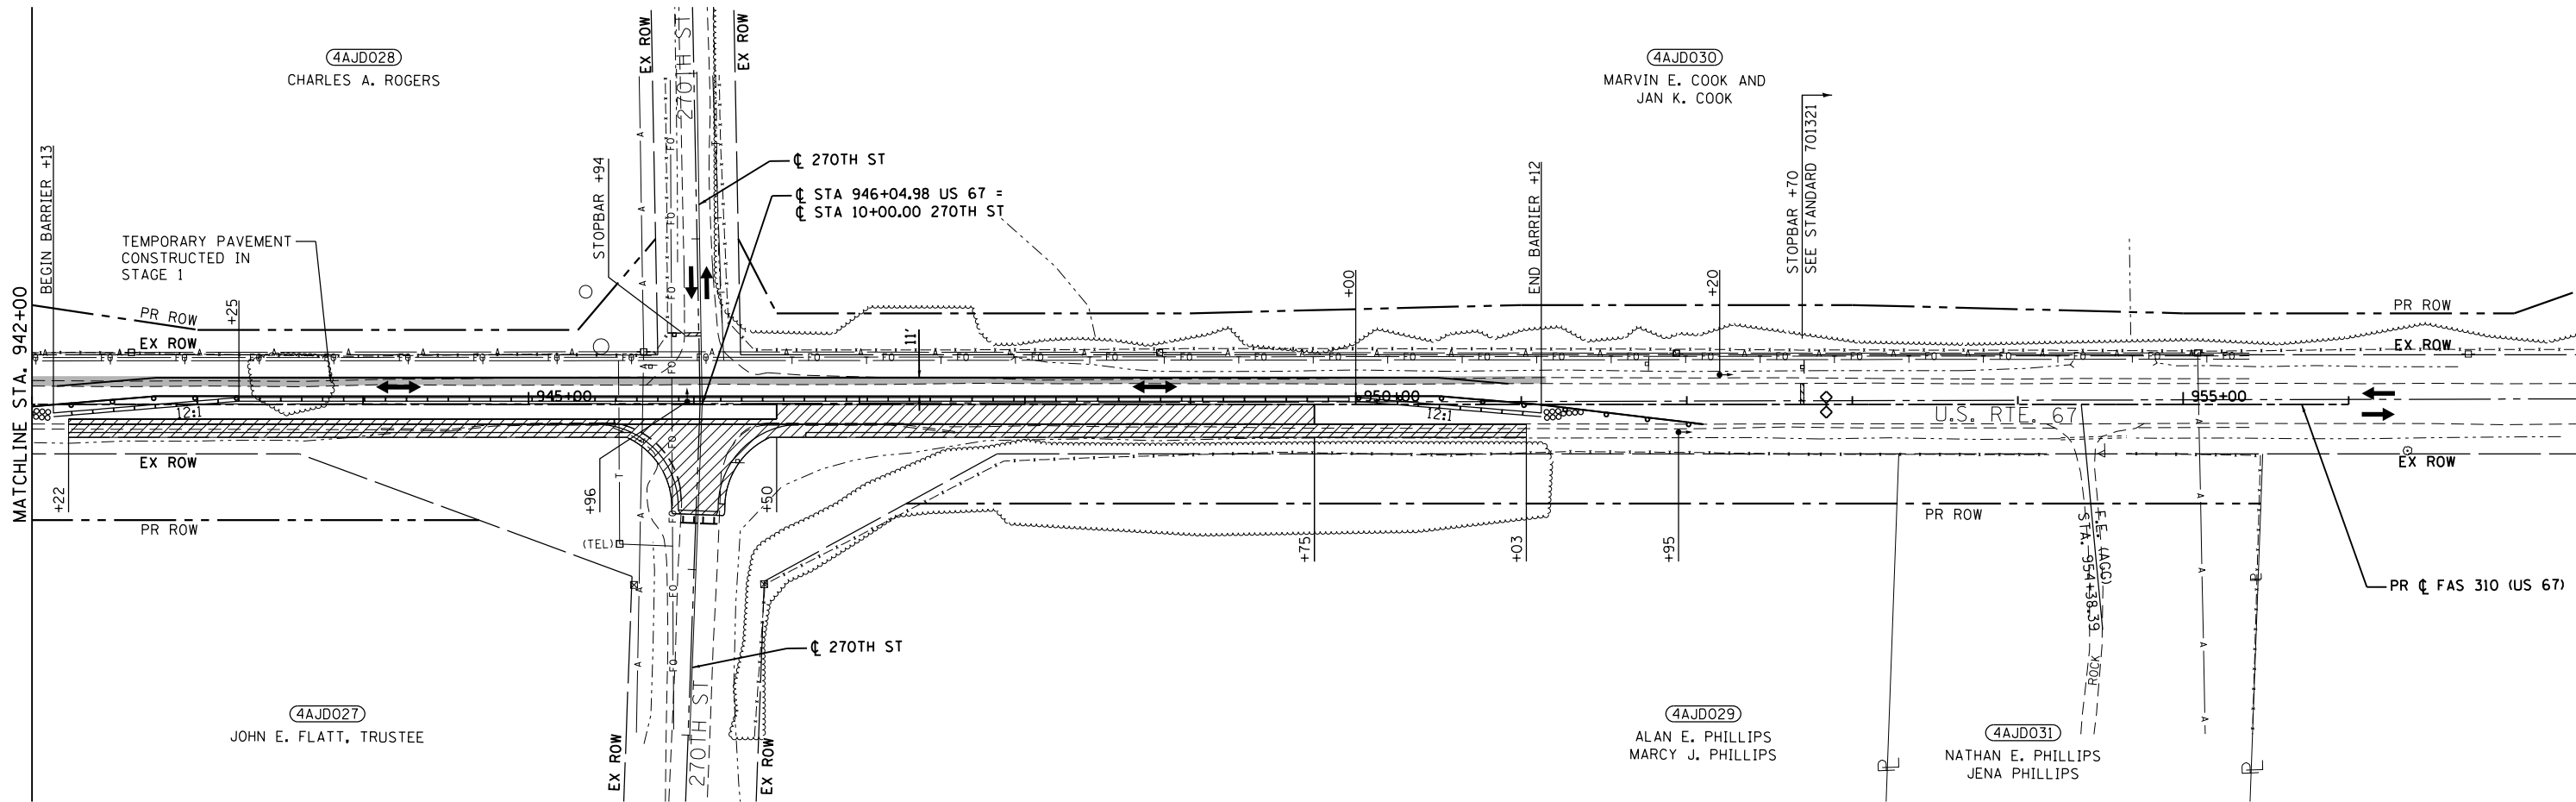 4AJD028
CHARLES A. ROGERS
4AJD030
MARVIN E. COOK AND
JAN K. COOK
EX ROW
270TH ST
EX ROW
℄ 270TH ST
℄ STA 946+04.98 US 67 =
℄ STA 10+00.00 270TH ST
MATCHLINE STA. 942+00
BEGIN BARRIER +13
TEMPORARY PAVEMENT
CONSTRUCTED IN
STAGE 1
+25
STOPBAR +94
11'
+00
END BARRIER +12
+20
STOPBAR +70
SEE STANDARD 701321
PR ROW
EX ROW
PR ROW
EX ROW
12:1
945+00
950+00
12:1
955+00
U.S. RTE. 67
EX ROW
PR ROW
EX ROW
PR ROW
+22
+96
+50
(TEL)
+75
+03
+95
F.E. (AGG)
STA. 954+38.39
ROCK
PR ℄ FAS 310 (US 67)
℄ 270TH ST
270TH ST
EX ROW
EX ROW
4AJD027
JOHN E. FLATT, TRUSTEE
4AJD029
ALAN E. PHILLIPS
MARCY J. PHILLIPS
4AJD031
NATHAN E. PHILLIPS
JENA PHILLIPS